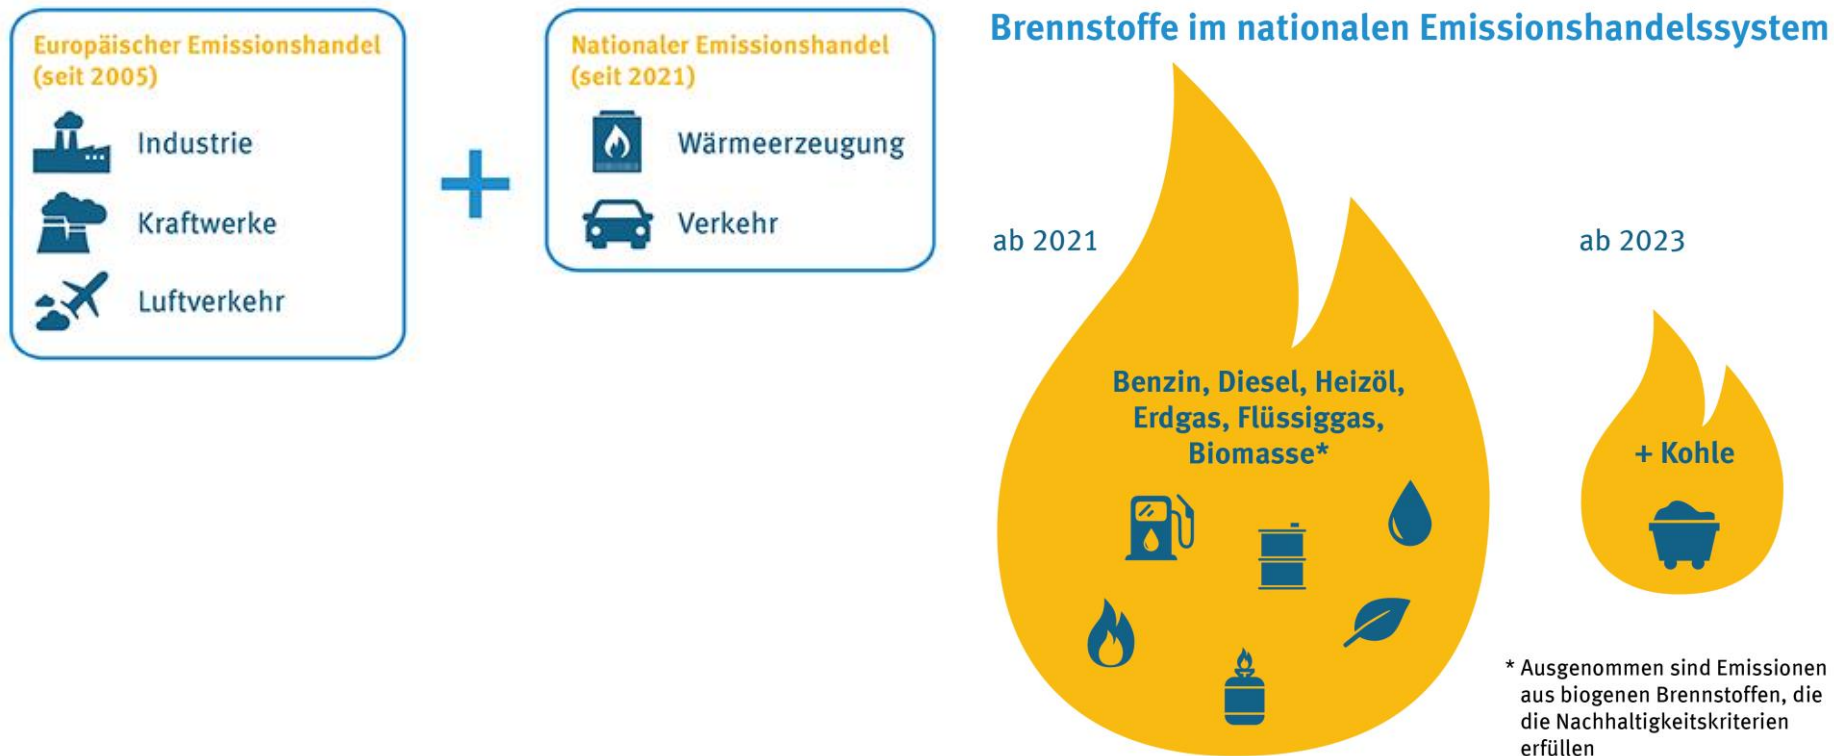 Europäischer Emissionshandel
(seit 2005)
Industrie
Kraftwerke
Luftverkehr
Nationaler Emissionshandel
(seit 2021)
Wärmeerzeugung
Verkehr
Brennstoffe im nationalen Emissionshandelssystem
ab 2021
Benzin, Diesel, Heizöl,
Erdgas, Flüssiggas,
Biomasse*
ab 2023
+ Kohle
* Ausgenommen sind Emissionen
aus biogenen Brennstoffen, die
die Nachhaltigkeitskriterien
erfüllen